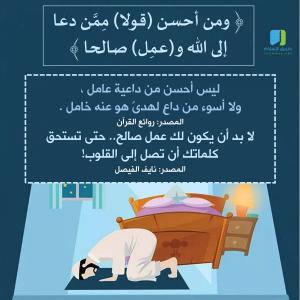 ﴿ ومن أحسن (قولا) مِمَّن دعا
إلى الله و(عمِل) صالحا ﴾
ليس أحسن من داعية عامل ،
ولا أسوء من داع لهدىً هو عنه خامل .
المصدر: روائع القرآن
لا بد أن يكون لك عمل صالح.. حتى تستحق
كلماتك أن تصل إلى القلوب!
المصدر: نايف الفيصل